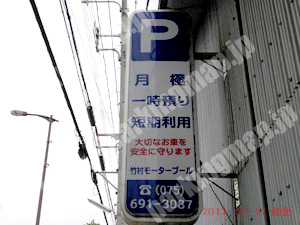 P
月極
一時預り
短期利用
大切なお車を
安全に守ります
竹村モータープール
☎(075)
691-3087